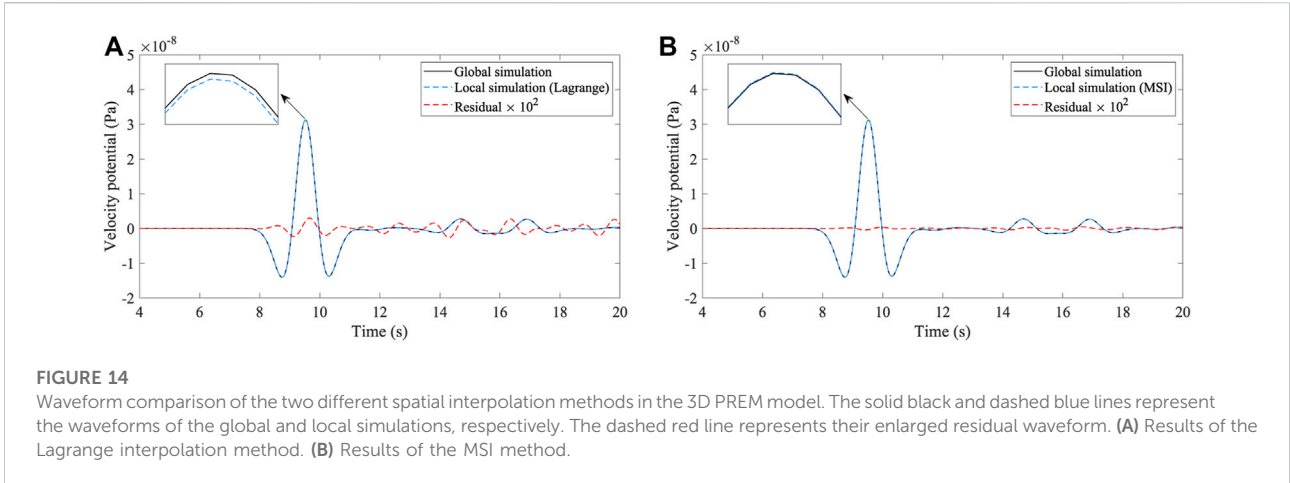 A
×10-8
5
4
3
2
1
0
-1
-2
Velocity potential (Pa)
4 6 8 10 12 14 16 18 20
Time (s)
Global simulation
Local simulation (Lagrange)
Residual × 10²
B
×10-8
5
4
3
2
1
0
-1
-2
Velocity potential (Pa)
4 6 8 10 12 14 16 18 20
Time (s)
Global simulation
Local simulation (MSI)
Residual × 10²
FIGURE 14
Waveform comparison of the two different spatial interpolation methods in the 3D PREM model. The solid black and dashed blue lines represent
the waveforms of the global and local simulations, respectively. The dashed red line represents their enlarged residual waveform. (A) Results of the
Lagrange interpolation method. (B) Results of the MSI method.